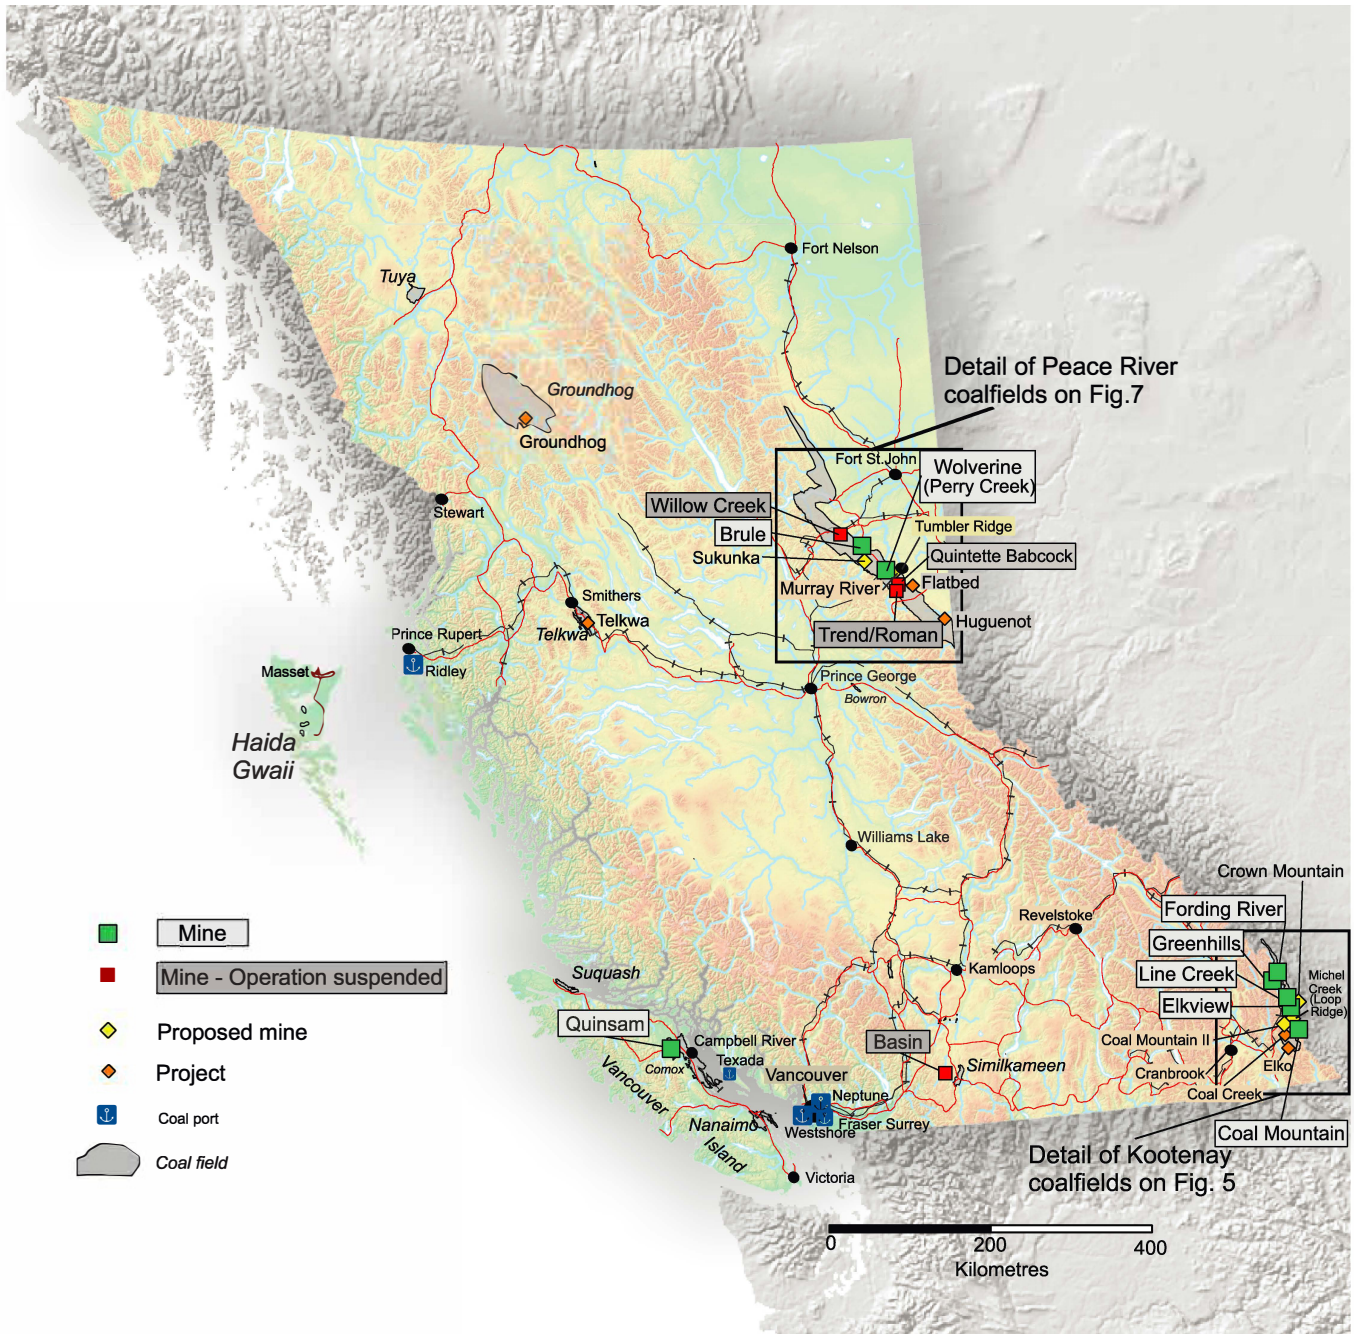 Fort Nelson
Tuya
Detail of Peace River
coalfields on Fig.7
Groundhog
Groundhog
Fort St.John
Wolverine
(Perry Creek)
Willow Creek
Stewart
Brule
Tumbler Ridge
Sukunka
Quintette Babcock
Murray River
Flatbed
Smithers
Telkwa
Telkwa
Huguenot
Trend/Roman
Prince Rupert
Ridley
Masset
Prince George
Bowron
Haida
Gwaii
Williams Lake
Crown Mountain
Fording River
Revelstoke
Greenhills
Line Creek
Michel
Creek
(Loop
Ridge)
Elkview
Kamloops
Suquash
Quinsam
Campbell River
Basin
Coal Mountain II
Texada
Comox
Vancouver
Similkameen
Cranbrook
Elko
Coal Creek
Vancouver
Island
Neptune
Nanaimo
Westshore
Fraser Surrey
Coal Mountain
Detail of Kootenay
coalfields on Fig. 5
Victoria
Mine
Mine - Operation suspended
Proposed mine
Project
Coal port
Coal field
0 200 400
Kilometres